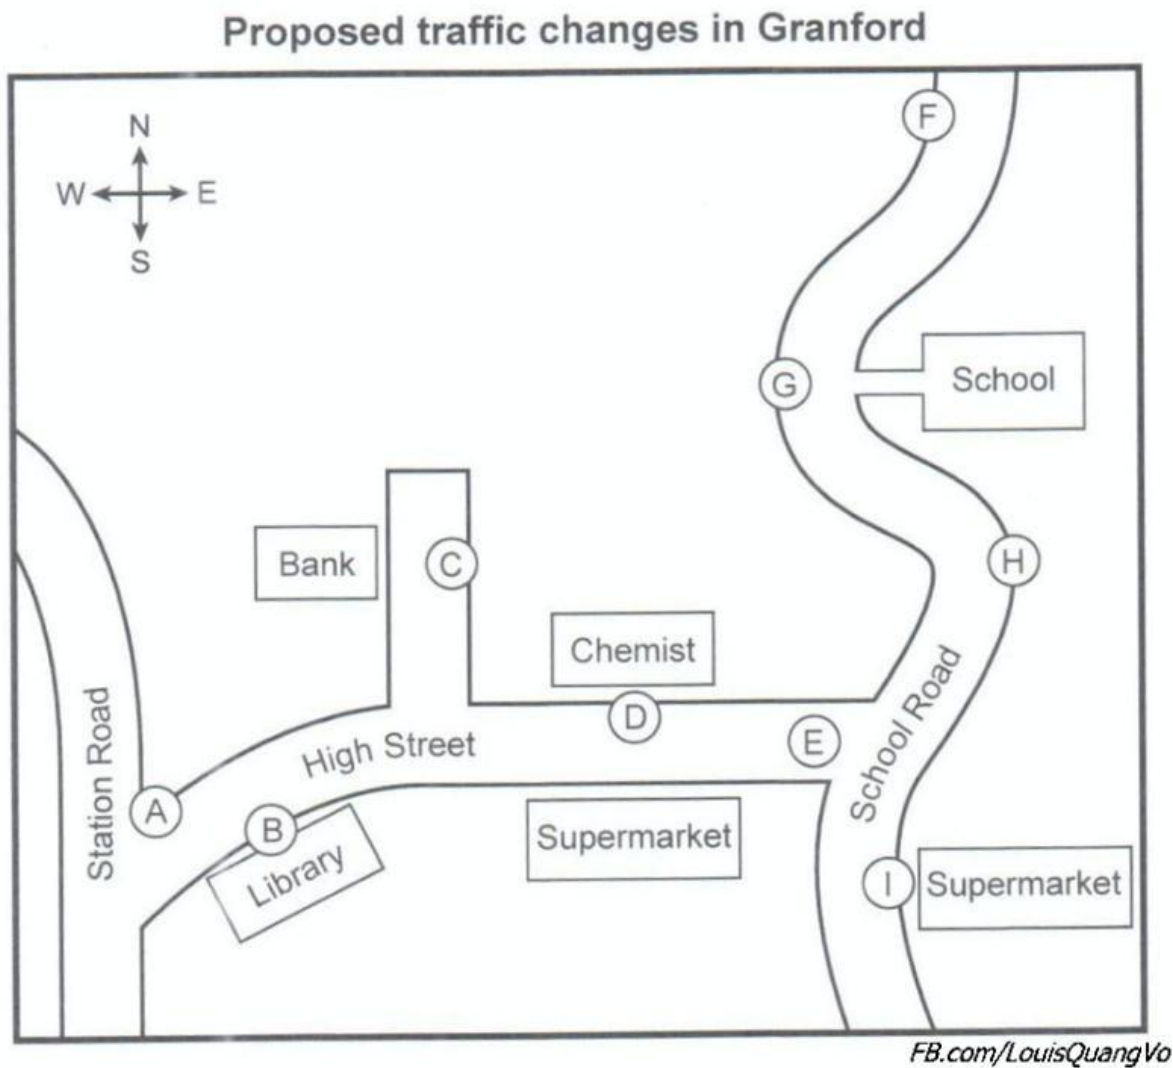 Proposed traffic changes in Granford
N
W E
S
F
School
G
Bank
C
H
Chemist
D
E
High Street
School Road
Station Road
A
B
Library
Supermarket
I
Supermarket
FB.com/LouisQuangVo